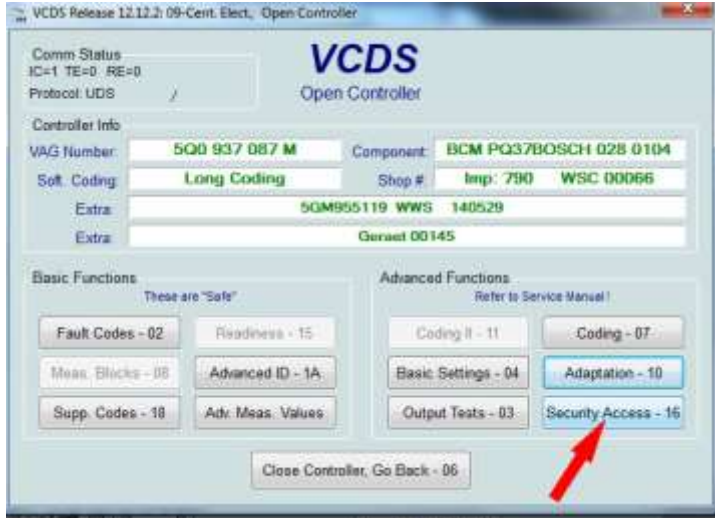 VCDS Release 12.12.2: 09-Cent. Elect., Open Controller
Comm Status
IC=1 TE=0 RE=0
Protocol: UDS /
VCDS
Open Controller
Controller Info
VAG Number: 5Q0 937 087 M Component: BCM PQ37BOSCH 028 0104
Soft. Coding: Long Coding Shop #: Imp: 790 WSC 00066
Extra: 5GM955119 WWS 140529
Extra: Geraet 00145
Basic Functions
These are "Safe"
Advanced Functions
Refer to Service Manual!
Fault Codes - 02 Readiness - 15 Coding II - 11 Coding - 07
Meas. Blocks - 08 Advanced ID - 1A Basic Settings - 04 Adaptation - 10
Supp. Codes - 18 Adv. Meas. Values Output Tests - 03 Security Access - 16
Close Controller, Go Back - 06